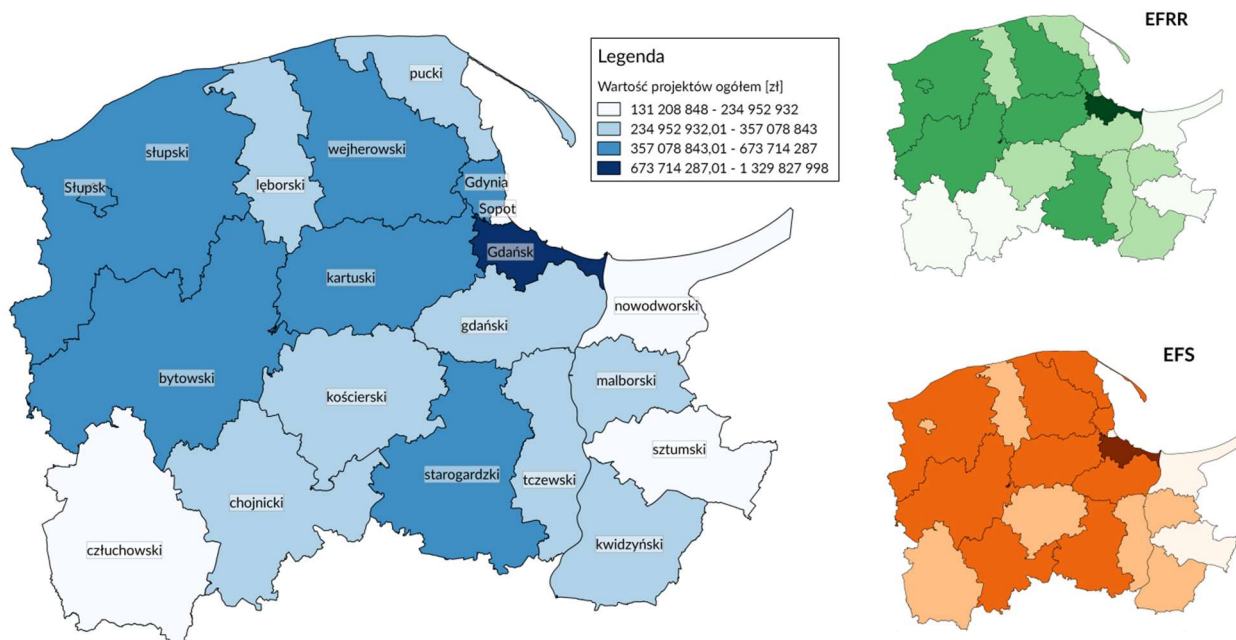 EFRR
Legenda
Wartość projektów ogółem [zł]
131 208 848 - 234 952 932
234 952 932,01 - 357 078 843
357 078 843,01 - 673 714 287
673 714 287,01 - 1 329 827 998
pucki
słupski
wejherowski
Słupsk
lęborski
Gdynia
Sopot
Gdańsk
kartuski
nowodworski
gdański
EFS
bytowski
malborski
kościerski
sztumski
starogardzki
tczewski
chojnicki
człuchowski
kwidzyński